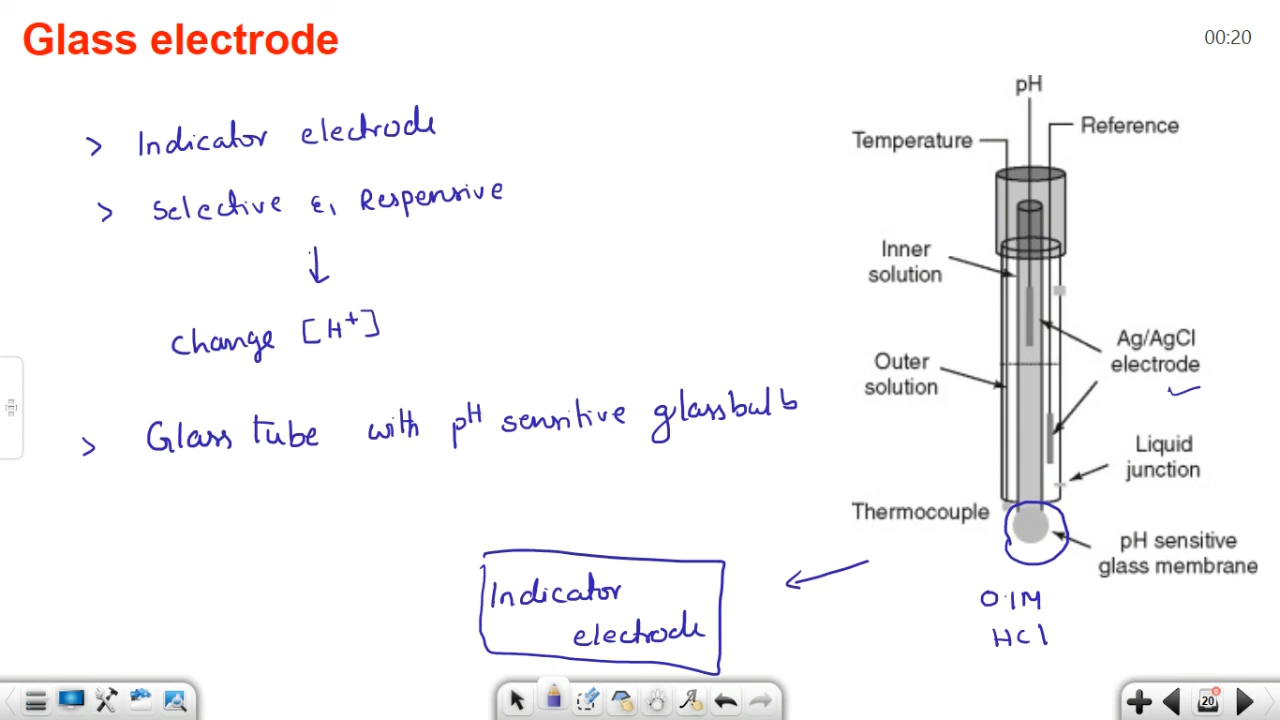 Glass electrode
00:20
> Indicator electrode
> Selective & Responsive
↓
Change [H⁺]
> Glass tube with pH sensitive glassbulb
Indicator
electrode
pH
Temperature
Reference
Inner
solution
Ag/AgCl
electrode
Outer
solution
Liquid
junction
Thermocouple
pH sensitive
glass membrane
0.1M
HCl
20